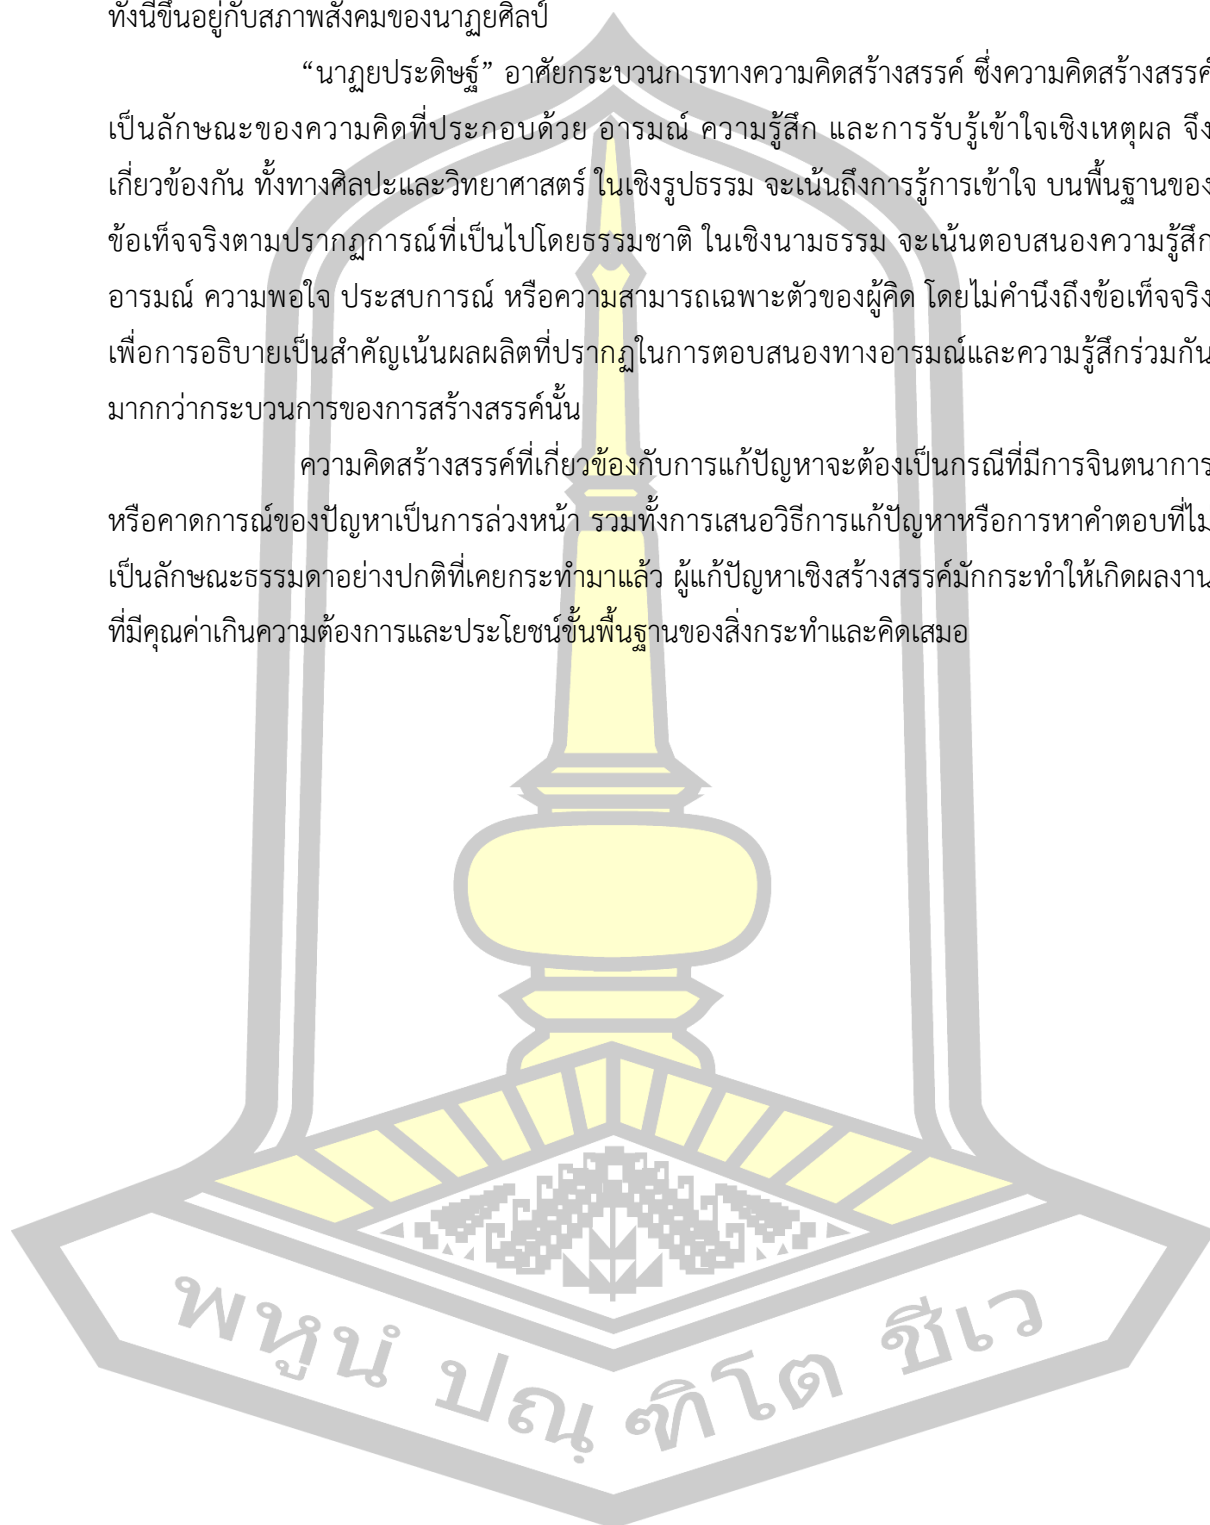 ทั้งนี้ขึ้นอยู่กับสภาพสังคมของนาฏยศิลป์
“นาฏยประดิษฐ์” อาศัยกระบวนการทางความคิดสร้างสรรค์ ซึ่งความคิดสร้างสรรค์
เป็นลักษณะของความคิดที่ประกอบด้วย อารมณ์ ความรู้สึก และการรับรู้เข้าใจเชิงเหตุผล จึง
เกี่ยวข้องกัน ทั้งทางศิลปะและวิทยาศาสตร์ ในเชิงรูปธรรม จะเน้นถึงการรู้การเข้าใจ บนพื้นฐานของ
ข้อเท็จจริงตามปรากฏการณ์ที่เป็นไปโดยธรรมชาติ ในเชิงนามธรรม จะเน้นตอบสนองความรู้สึก
อารมณ์ ความพอใจ ประสบการณ์ หรือความสามารถเฉพาะตัวของผู้คิด โดยไม่คำนึงถึงข้อเท็จจริง
เพื่อการอธิบายเป็นสำคัญเน้นผลผลิตที่ปรากฏในการตอบสนองทางอารมณ์และความรู้สึกร่วมกัน
มากกว่ากระบวนการของการสร้างสรรค์นั้น
ความคิดสร้างสรรค์ที่เกี่ยวข้องกับการแก้ปัญหาจะต้องเป็นกรณีที่มีการจินตนาการ
หรือคาดการณ์ของปัญหาเป็นการล่วงหน้า รวมทั้งการเสนอวิธีการแก้ปัญหาหรือการหาคำตอบที่ไม่
เป็นลักษณะธรรมดาอย่างปกติที่เคยกระทำมาแล้ว ผู้แก้ปัญหาเชิงสร้างสรรค์มักกระทำให้เกิดผลงาน
ที่มีคุณค่าเกินความต้องการและประโยชน์ขั้นพื้นฐานของสิ่งกระทำและคิดเสมอ
พหูนํ ปณฺฑิโต ชีเว